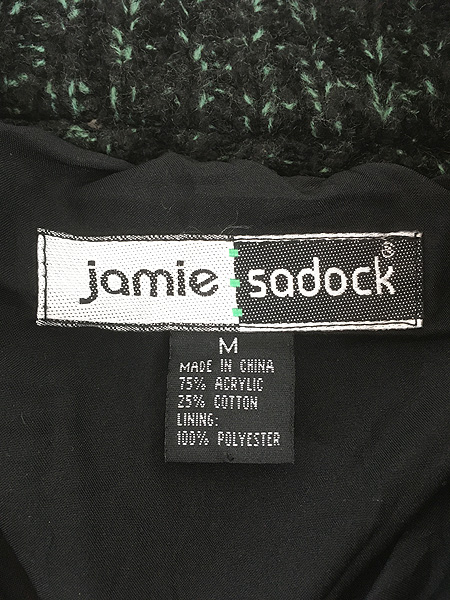 jamie sadock®
M
MADE IN CHINA
75% ACRYLIC
25% COTTON
LINING:
100% POLYESTER